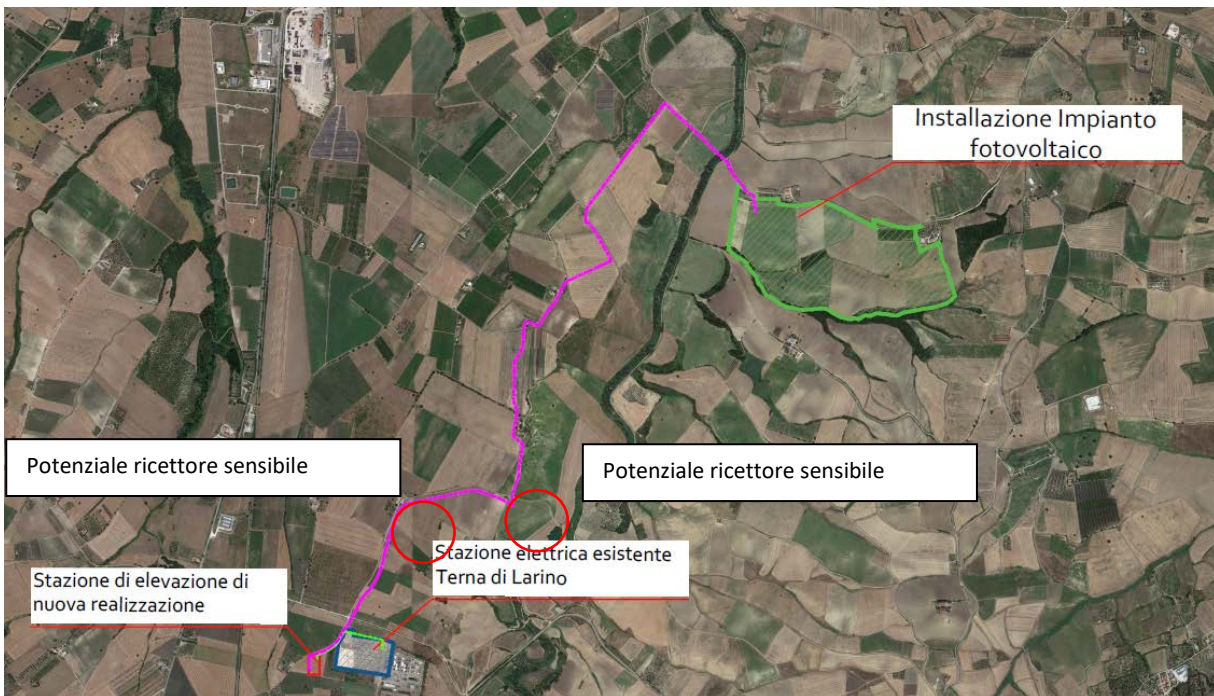 Installazione Impianto
fotovoltaico
Potenziale ricettore sensibile
Potenziale ricettore sensibile
Stazione elettrica esistente
Terna di Larino
Stazione di elevazione di
nuova realizzazione